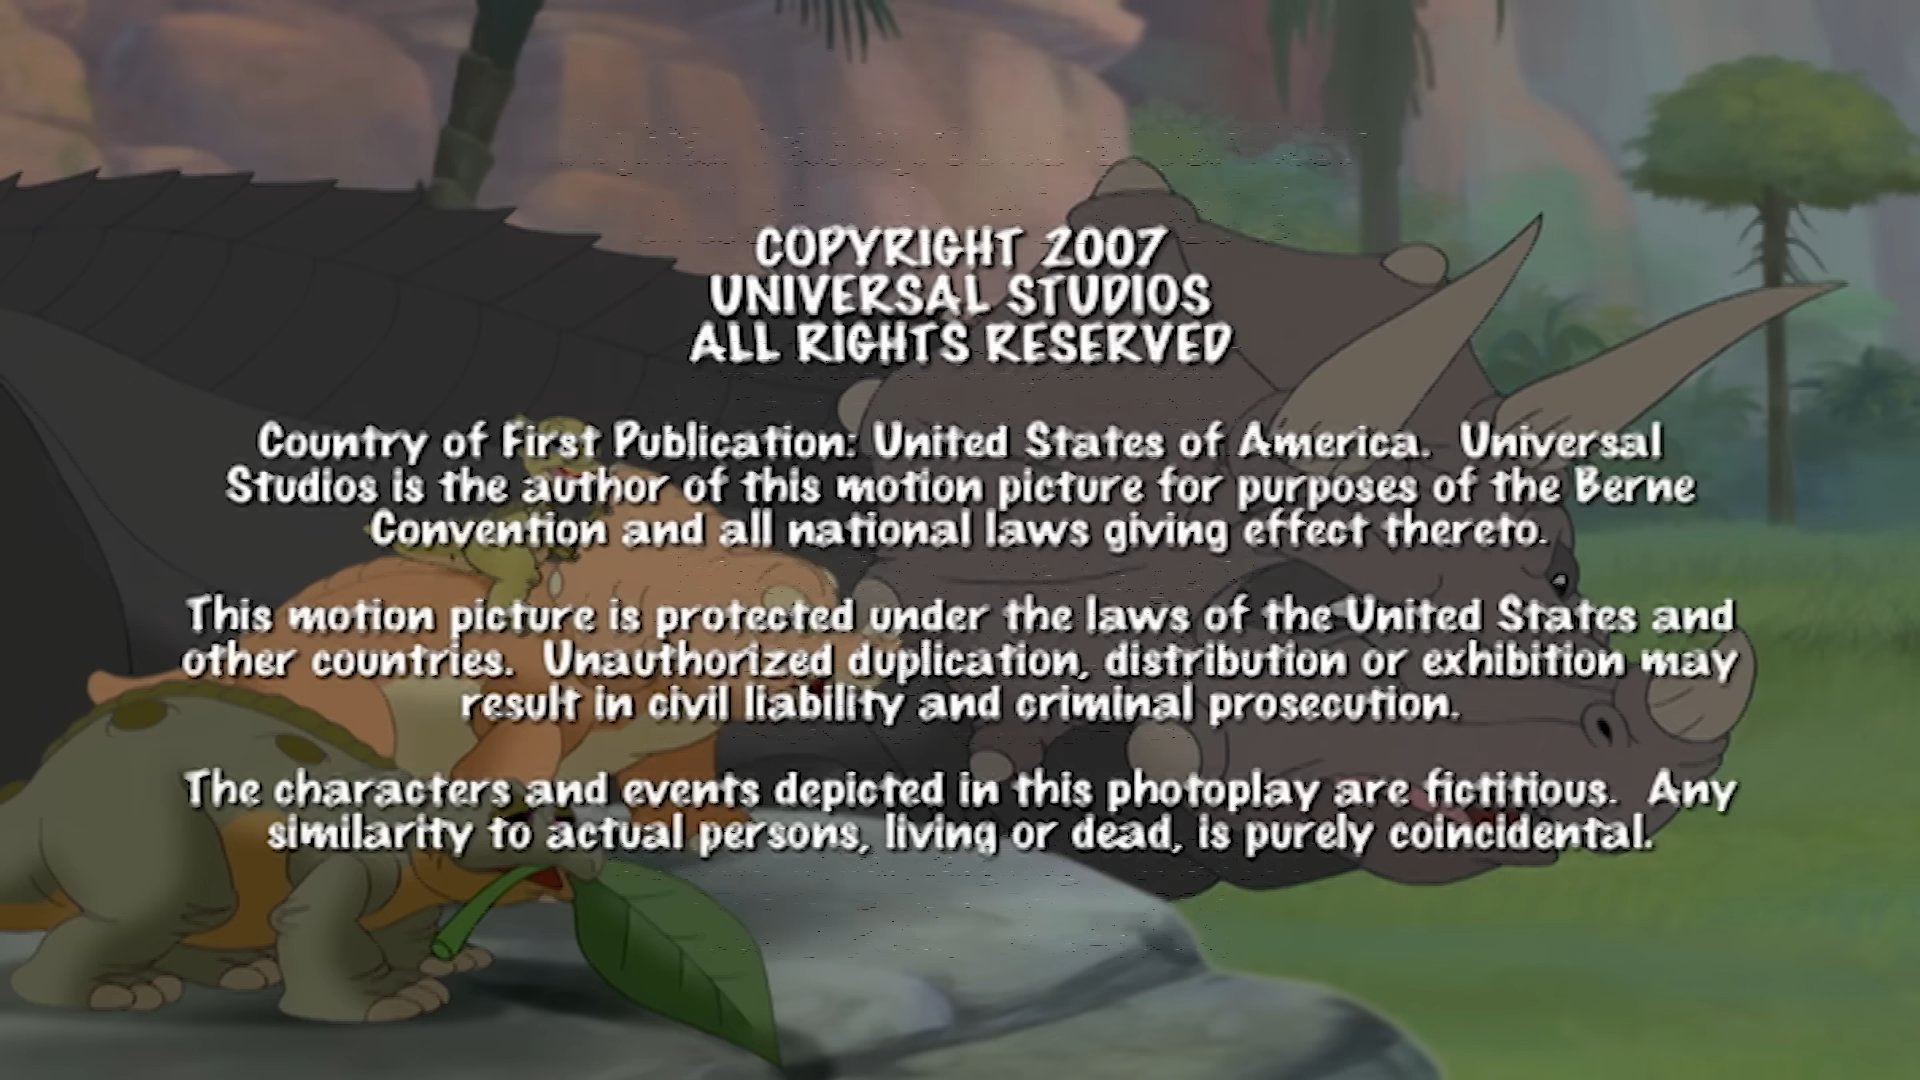 COPYRIGHT 2007
UNIVERSAL STUDIOS
ALL RIGHTS RESERVED
Country of First Publication: United States of America.  Universal
Studios is the author of this motion picture for purposes of the Berne
Convention and all national laws giving effect thereto.
This motion picture is protected under the laws of the United States and
other countries.  Unauthorized duplication, distribution or exhibition may
result in civil liability and criminal prosecution.
The characters and events depicted in this photoplay are fictitious.  Any
similarity to actual persons, living or dead, is purely coincidental.